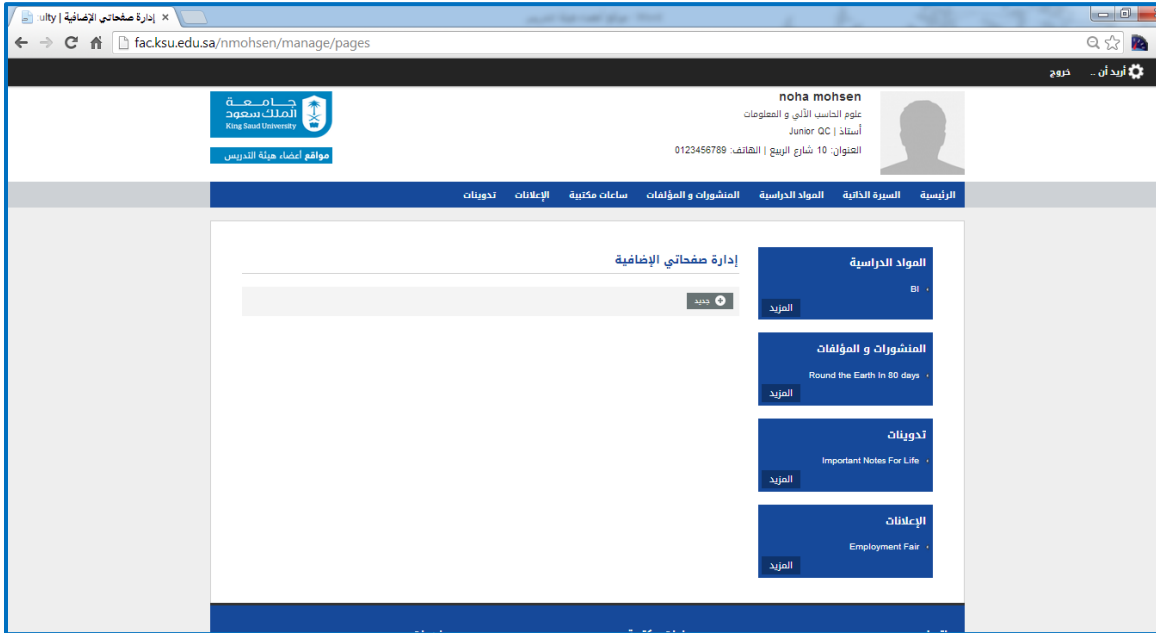 إدارة صفحاتي الإضافية | ulty
fac.ksu.edu.sa/nmohsen/manage/pages
أريد أن .. خروج
noha mohsen
علوم الحاسب الألي و المعلومات
أستاذ | Junior QC
العنوان: 10 شارع الربيع | الهاتف: 0123456789
جامعة
الملك سعود
King Saud University
مواقع أعضاء هيئة التدريس
الرئيسية السيرة الذاتية المواد الدراسية المنشورات و المؤلفات ساعات مكتبية الإعلانات تدوينات
المواد الدراسية
BI
المزيد
المنشورات و المؤلفات
Round the Earth In 80 days
المزيد
تدوينات
Important Notes For Life
المزيد
الإعلانات
Employment Fair
المزيد
إدارة صفحاتي الإضافية
جديد